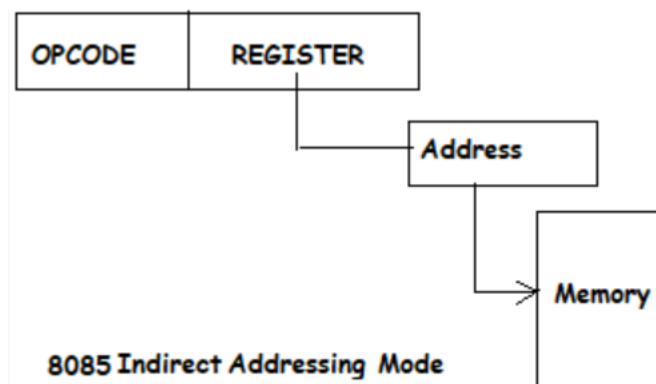 OPCODE REGISTER
Address
Memory
8085 Indirect Addressing Mode